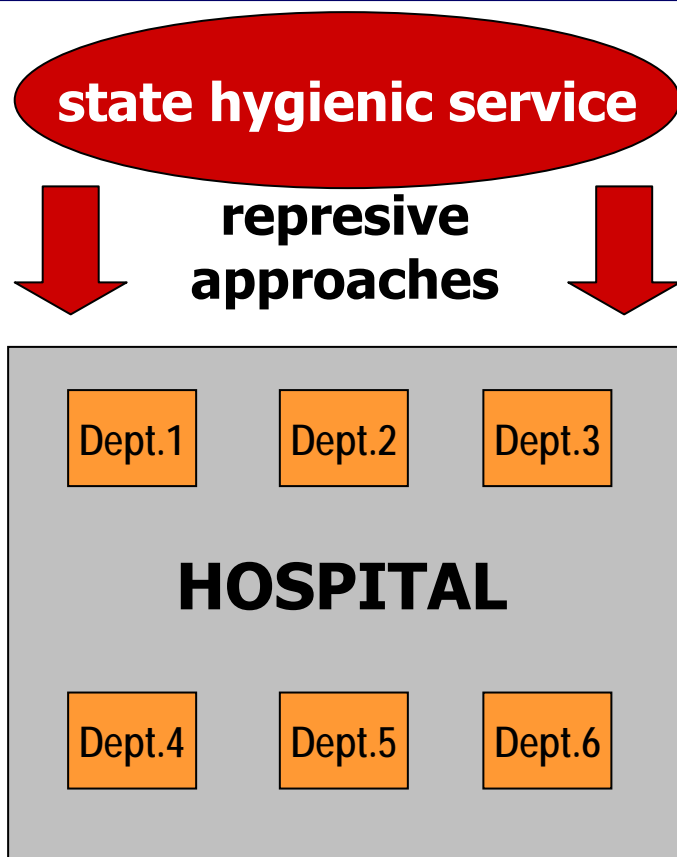 state hygienic service
represive
approaches
Dept.1 Dept.2 Dept.3
HOSPITAL
Dept.4 Dept.5 Dept.6